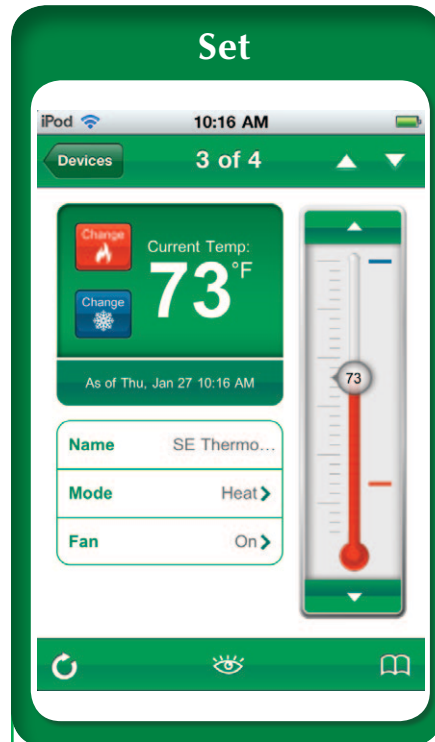 Set
iPod 10:16 AM
Devices 3 of 4
Change
Current Temp:
73°F
Change
As of Thu, Jan 27 10:16 AM
Name SE Thermo...
Mode Heat
Fan On
73